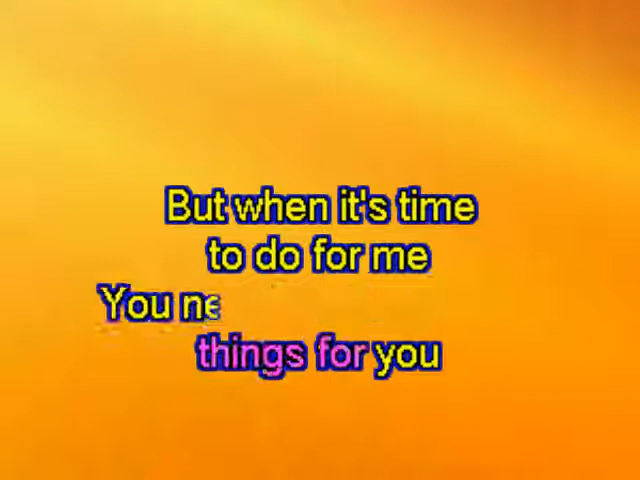 But when it's time
to do for me
You ne
things for you